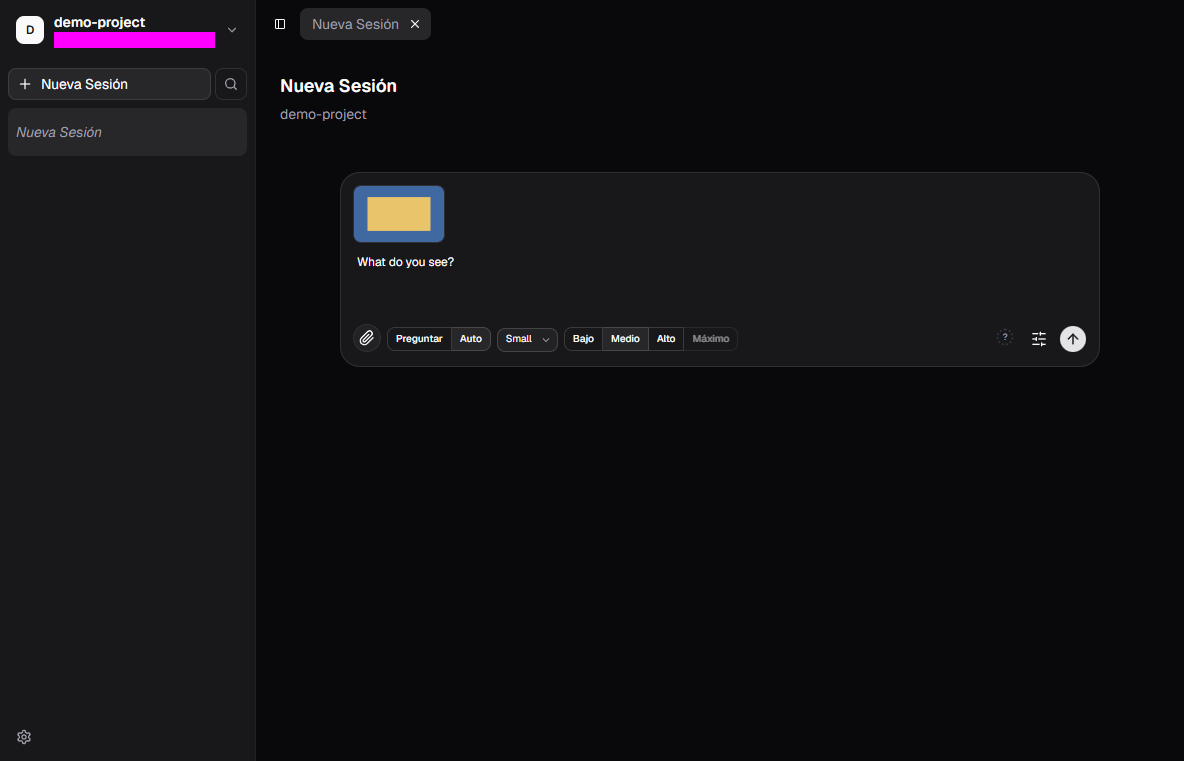 D
demo-project
Nueva Sesión
Nueva Sesión
Nueva Sesión
Nueva Sesión
demo-project
What do you see?
Preguntar Auto Small Bajo Medio Alto Máximo ?